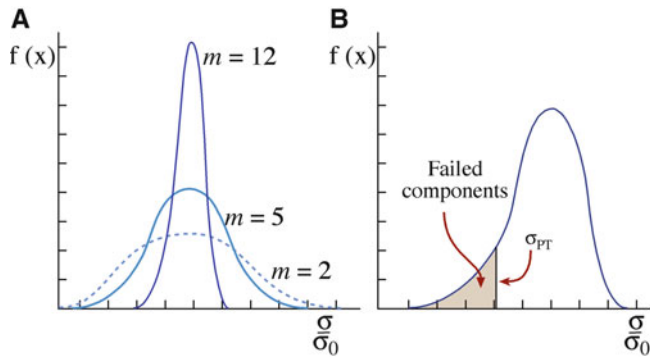 A
f (x)
m = 12
m = 5
m = 2
σ
σ₀
B
f (x)
Failed
components
σPT
σ
σ₀